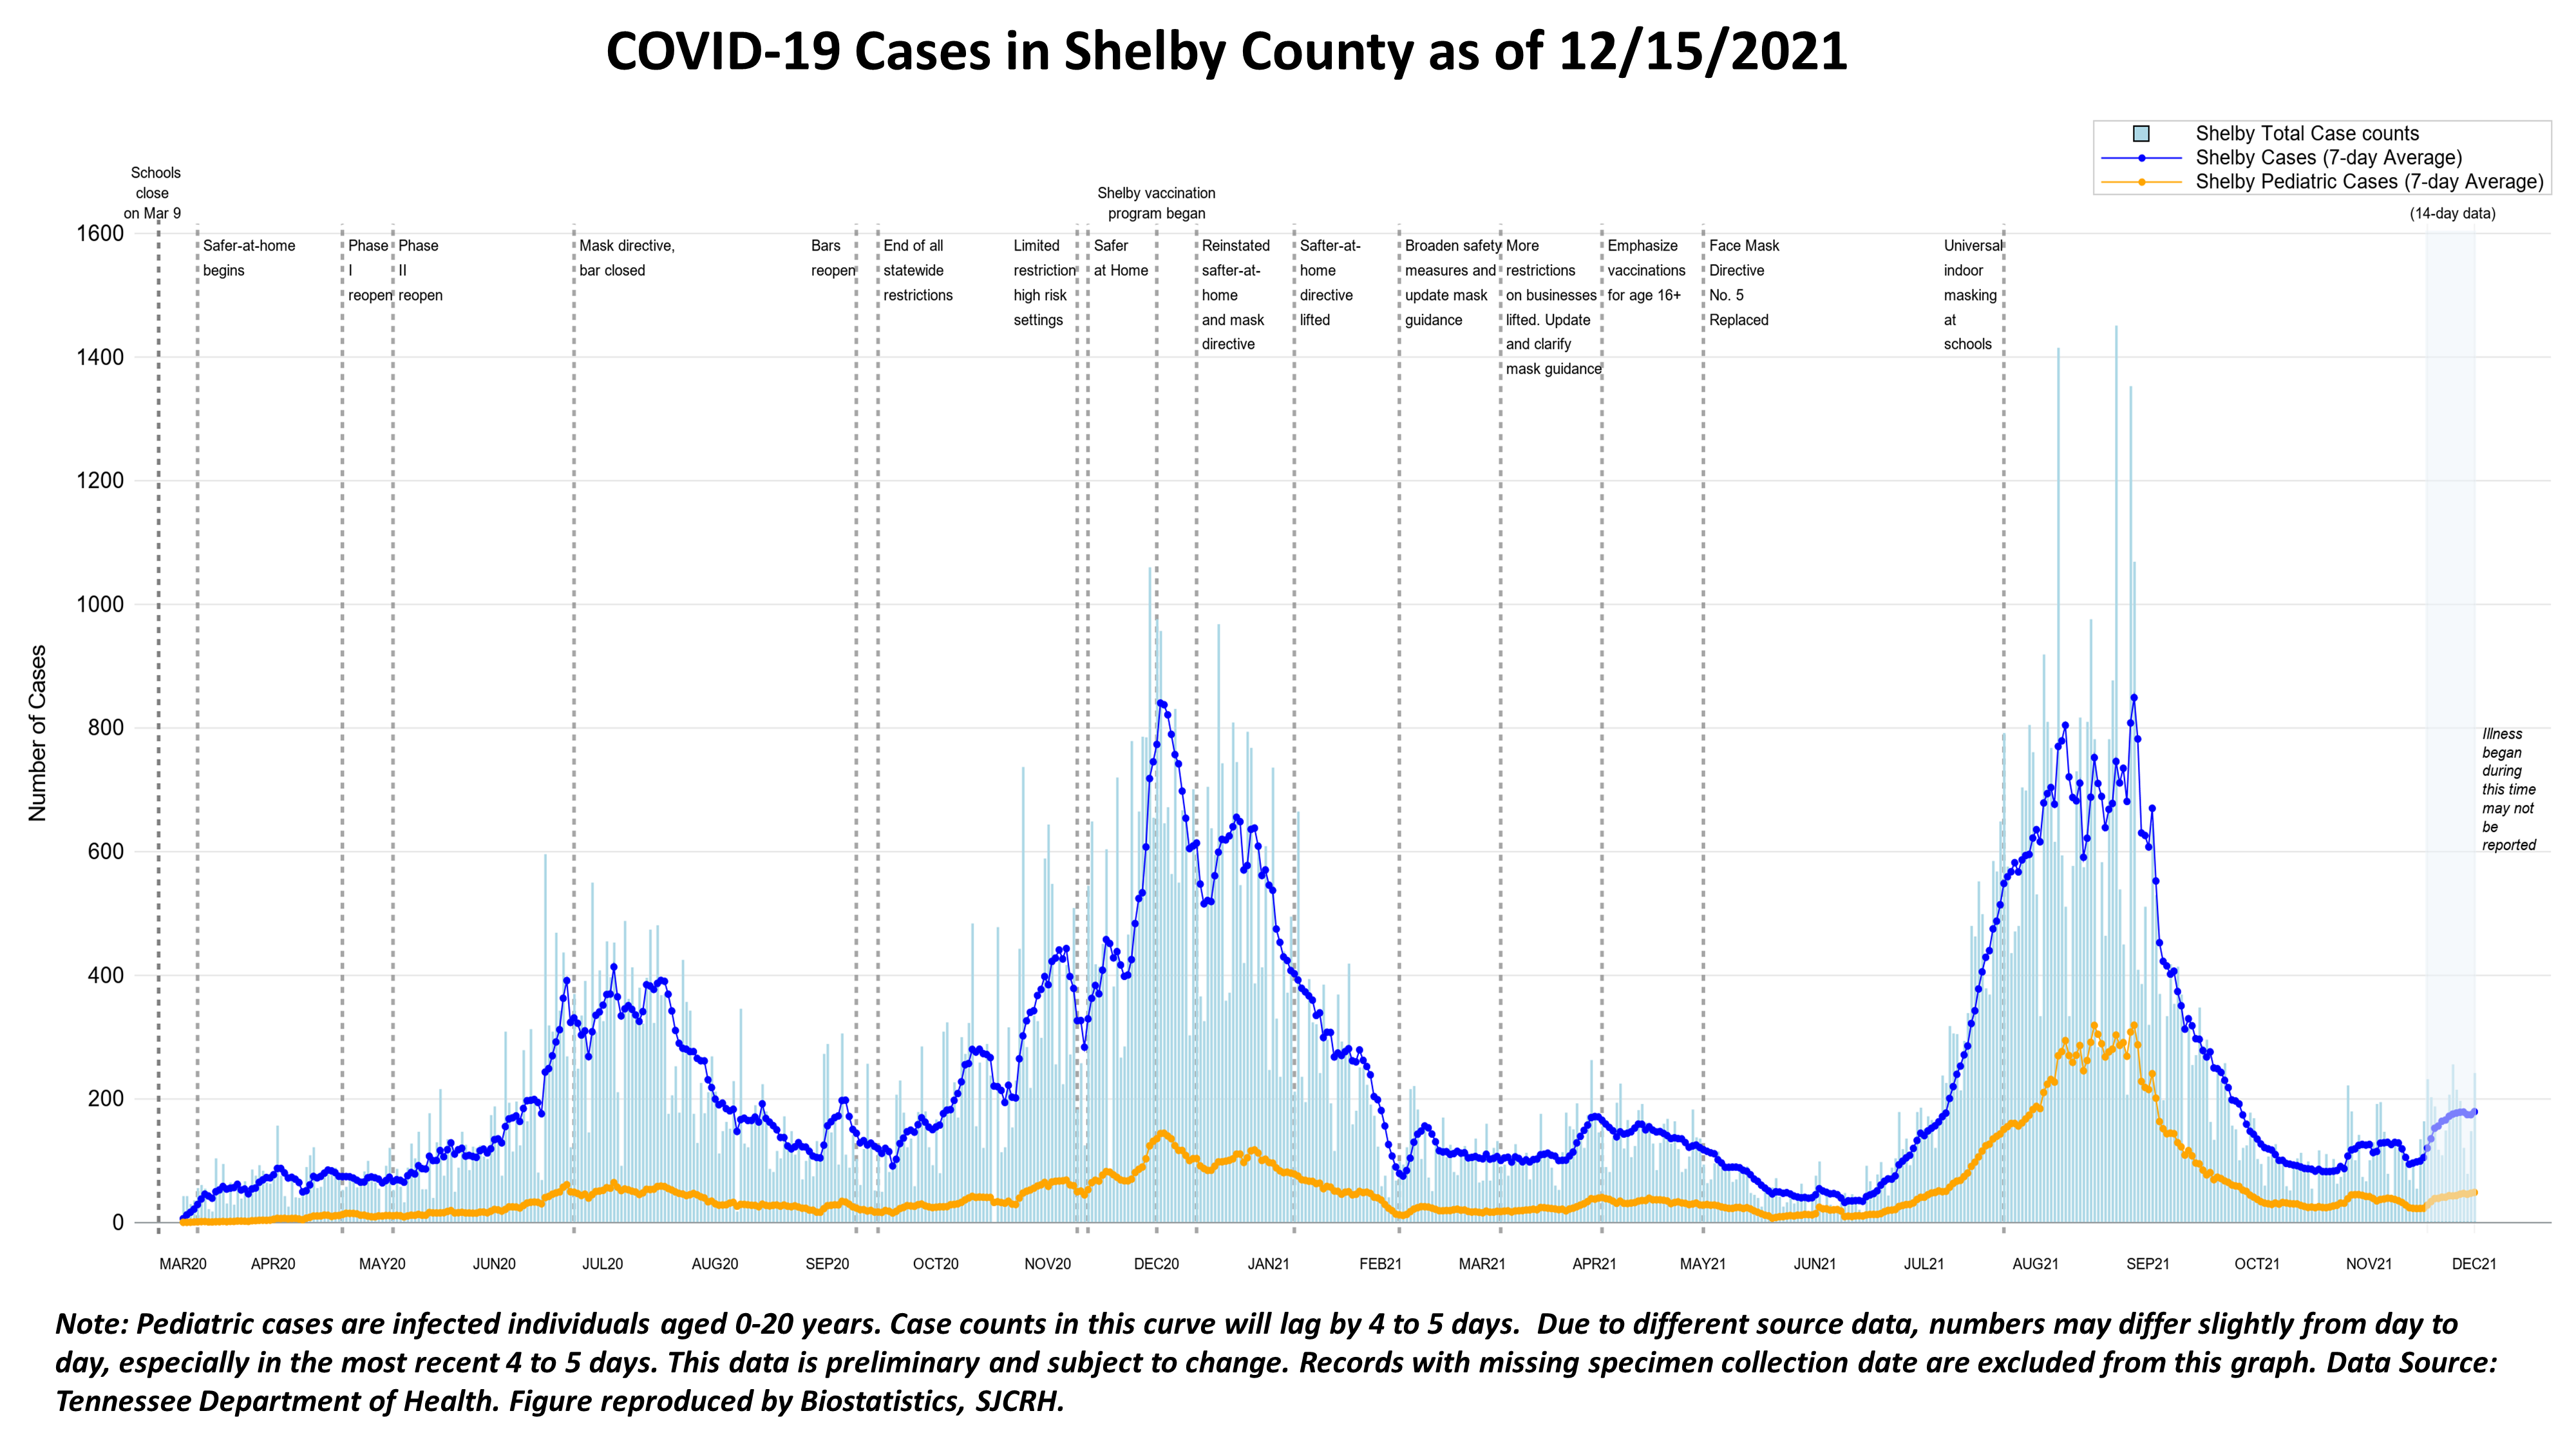 COVID-19 Cases in Shelby County as of 12/15/2021
Shelby Total Case counts
Shelby Cases (7-day Average)
Shelby Pediatric Cases (7-day Average)
Schools
close
on Mar 9
Shelby vaccination
program began
(14-day data)
Safer-at-home
begins
Phase
I
reopen
Phase
II
reopen
Mask directive,
bar closed
Bars
reopen
End of all
statewide
restrictions
Limited
restriction
high risk
settings
Safer
at Home
Reinstated
safter-at-
home
and mask
directive
Safter-at-
home
directive
lifted
Broaden safety
measures and
update mask
guidance
More
restrictions
on businesses
lifted. Update
and clarify
mask guidance
Emphasize
vaccinations
for age 16+
Face Mask
Directive
No. 5
Replaced
Universal
indoor
masking
at
schools
Illness
began
during
this time
may not
be
reported
Number of Cases
1600
1400
1200
1000
800
600
400
200
0
MAR20 APR20 MAY20 JUN20 JUL20 AUG20 SEP20 OCT20 NOV20 DEC20 JAN21 FEB21 MAR21 APR21 MAY21 JUN21 JUL21 AUG21 SEP21 OCT21 NOV21 DEC21
Note: Pediatric cases are infected individuals aged 0-20 years. Case counts in this curve will lag by 4 to 5 days.  Due to different source data, numbers may differ slightly from day to
day, especially in the most recent 4 to 5 days. This data is preliminary and subject to change. Records with missing specimen collection date are excluded from this graph. Data Source:
Tennessee Department of Health. Figure reproduced by Biostatistics, SJCRH.